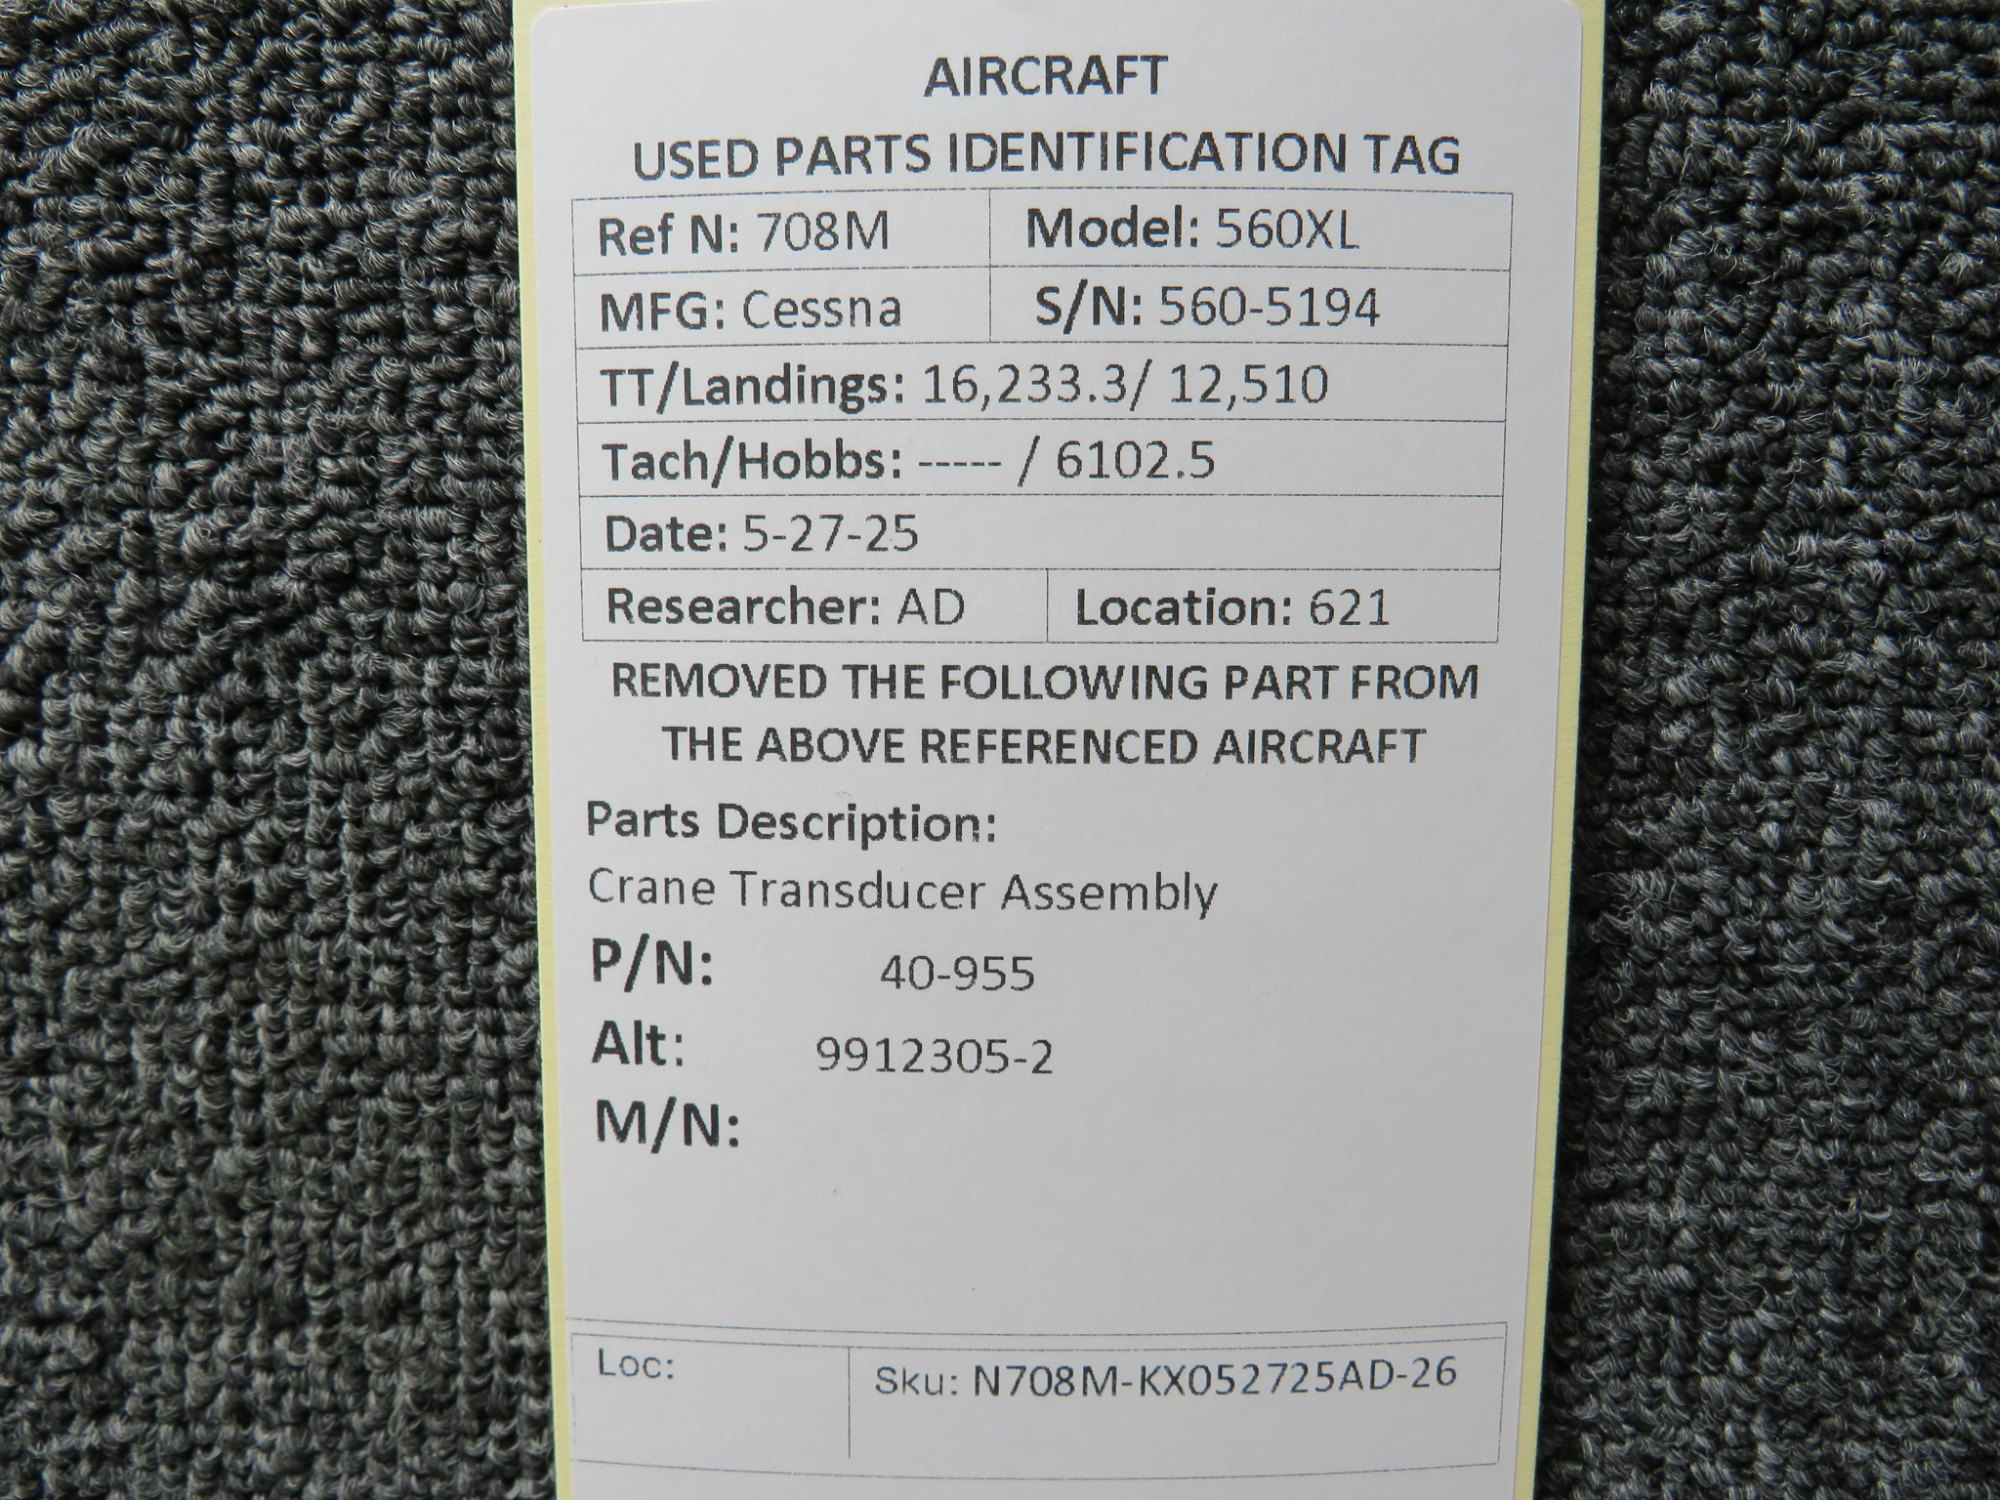 AIRCRAFT
USED PARTS IDENTIFICATION TAG
Ref N: 708M Model: 560XL
MFG: Cessna S/N: 560-5194
TT/Landings: 16,233.3/ 12,510
Tach/Hobbs: ----- / 6102.5
Date: 5-27-25
Researcher: AD Location: 621
REMOVED THE FOLLOWING PART FROM
THE ABOVE REFERENCED AIRCRAFT
Parts Description:
Crane Transducer Assembly
P/N: 40-955
Alt: 9912305-2
M/N:
Loc: Sku: N708M-KX052725AD-26